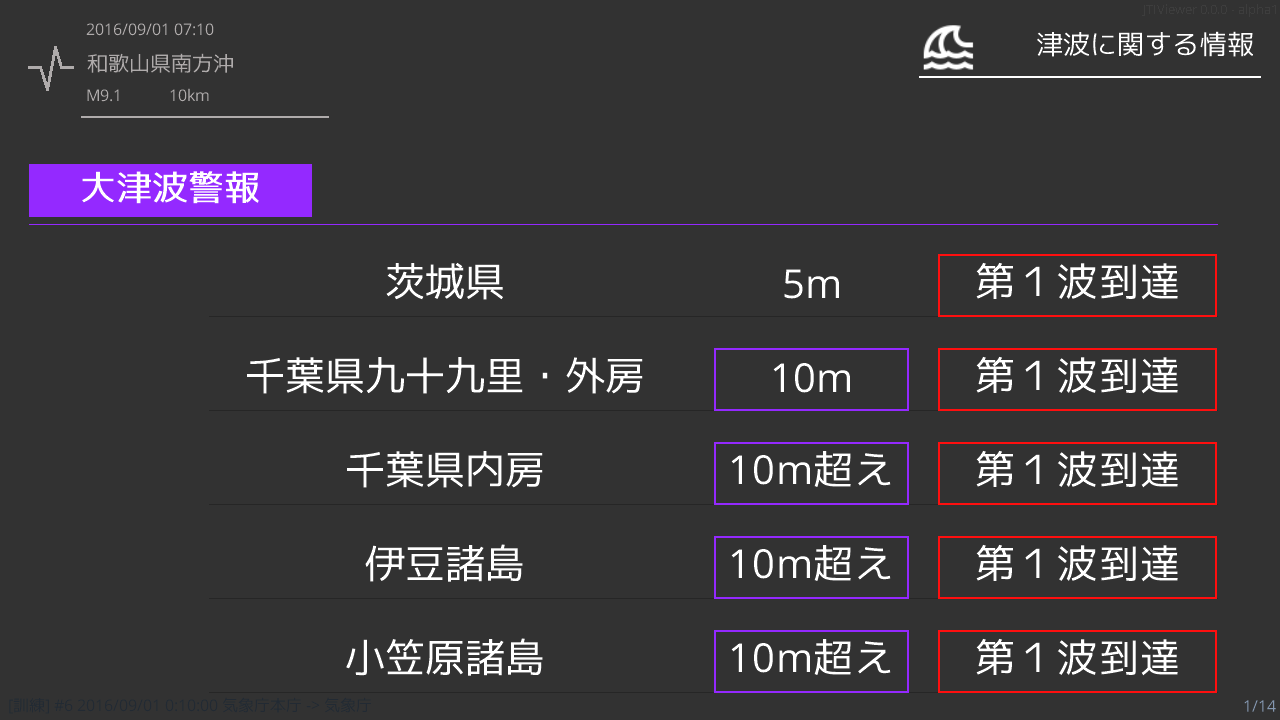 JTIViewer 0.0.0 - alpha
2016/09/01 07:10
和歌山県南方沖
M9.1 10km
津波に関する情報
大津波警報
茨城県 5m 第１波到達
千葉県九十九里・外房 10m 第１波到達
千葉県内房 10m超え 第１波到達
伊豆諸島 10m超え 第１波到達
小笠原諸島 10m超え 第１波到達
[訓練] #6 2016/09/01 0:10:00 気象庁本庁 -> 気象庁
1/14